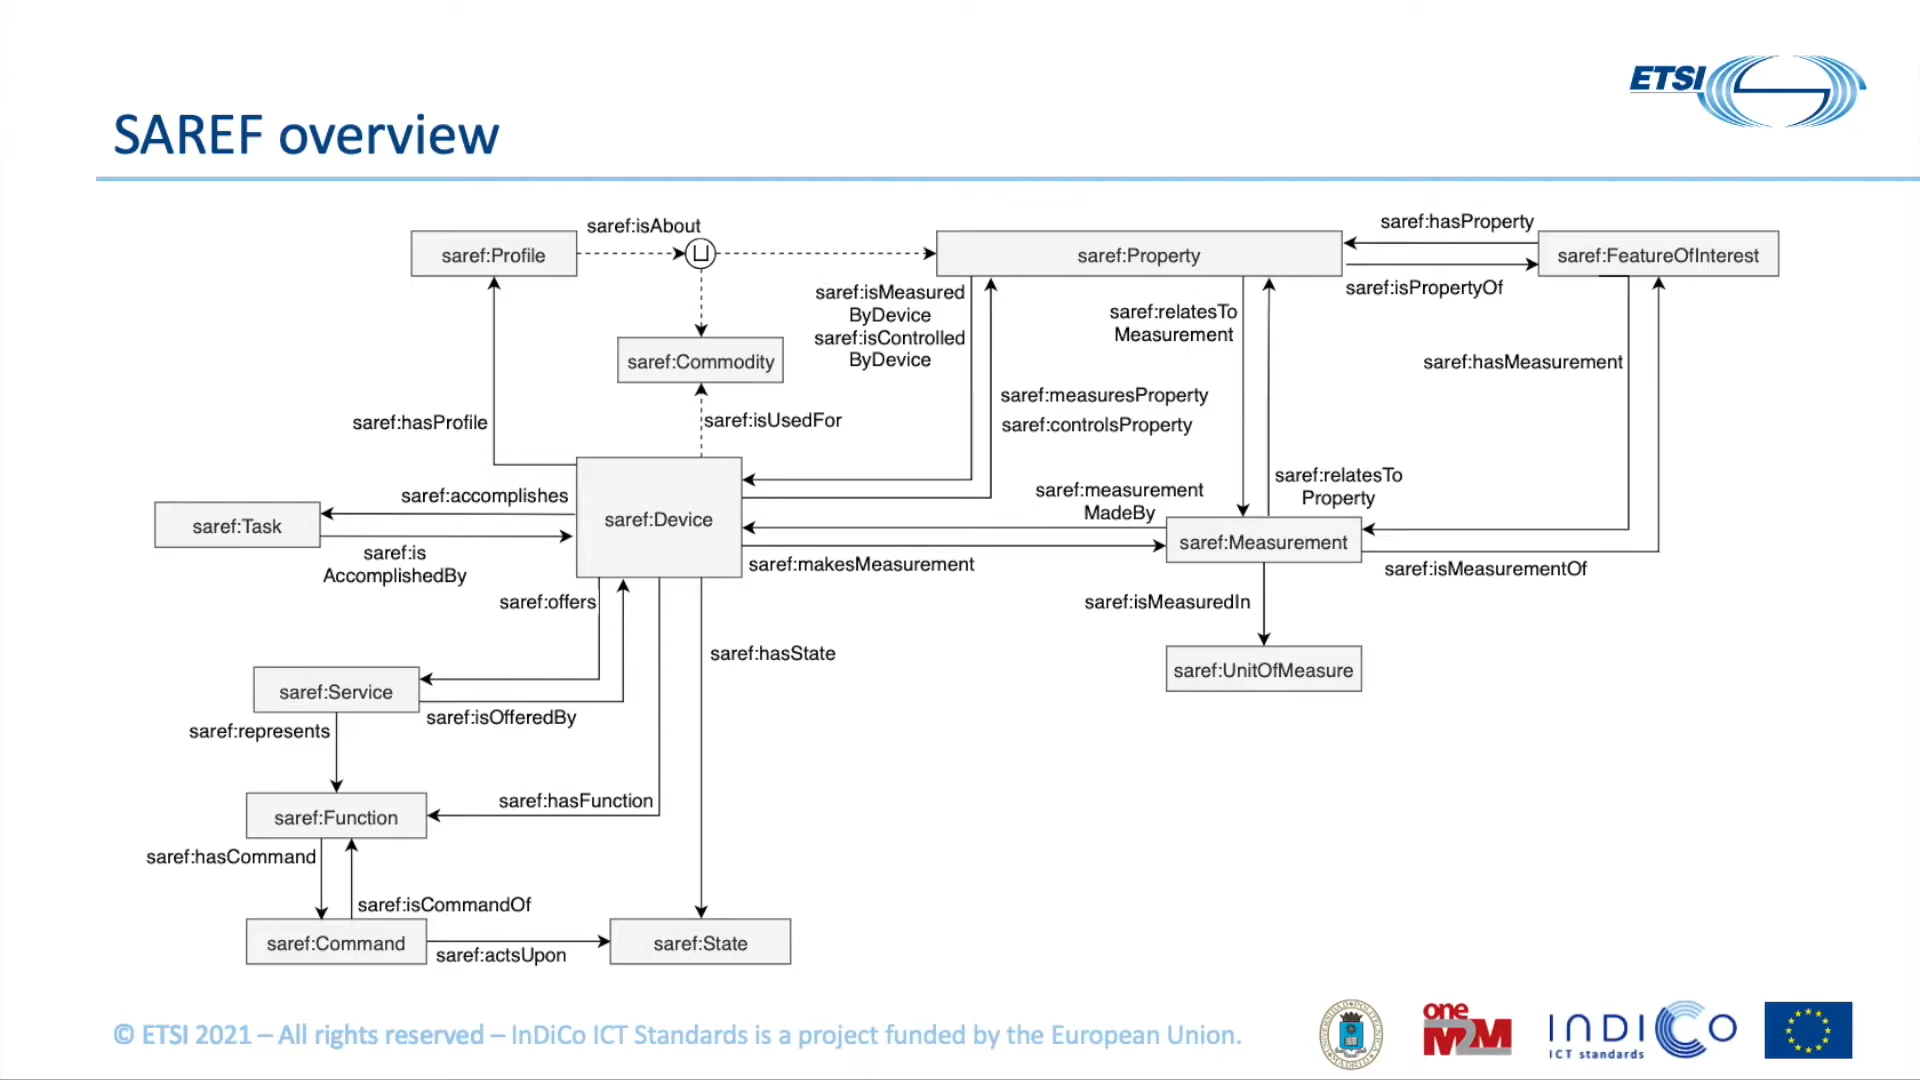 ETSI
SAREF overview
saref:isAbout
saref:hasProperty
saref:Profile
saref:Property
saref:FeatureOfInterest
saref:isMeasured
ByDevice
saref:isControlled
ByDevice
saref:relatesTo
Measurement
saref:isPropertyOf
saref:Commodity
saref:hasMeasurement
saref:measuresProperty
saref:controlsProperty
saref:hasProfile
saref:isUsedFor
saref:accomplishes
saref:measurement
MadeBy
saref:relatesTo
Property
saref:Task
saref:Device
saref:Measurement
saref:is
AccomplishedBy
saref:makesMeasurement
saref:isMeasurementOf
saref:offers
saref:isMeasuredIn
saref:hasState
saref:UnitOfMeasure
saref:Service
saref:isOfferedBy
saref:represents
saref:hasFunction
saref:Function
saref:hasCommand
saref:isCommandOf
saref:Command
saref:actsUpon
saref:State
© ETSI 2021 – All rights reserved – InDiCo ICT Standards is a project funded by the European Union.
one
M2M
INDICO
ICT standards